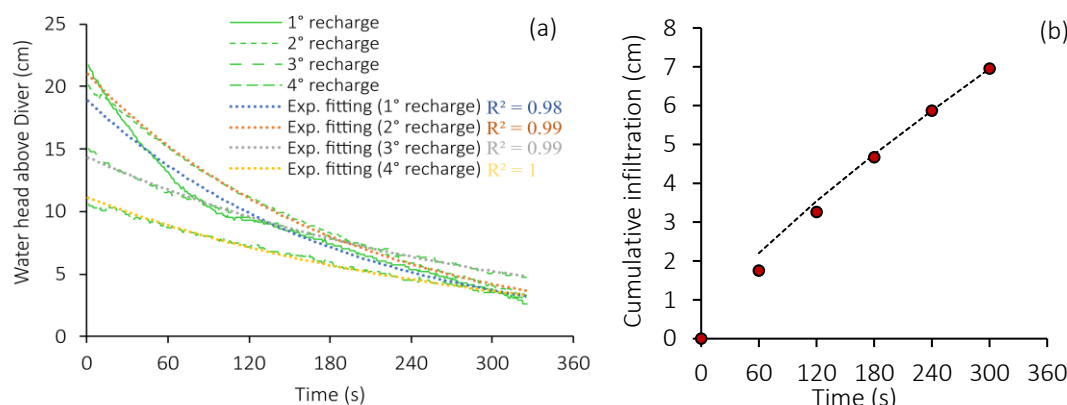 25
20
15
10
5
0
Water head above Diver (cm)
(a)
1° recharge
2° recharge
3° recharge
4° recharge
Exp. fitting (1° recharge) R² = 0.98
Exp. fitting (2° recharge) R² = 0.99
Exp. fitting (3° recharge) R² = 0.99
Exp. fitting (4° recharge) R² = 1
0 60 120 180 240 300 360
Time (s)
(b)
8
7
6
5
4
3
2
1
0
Cumulative infiltration (cm)
0 60 120 180 240 300 360
Time (s)